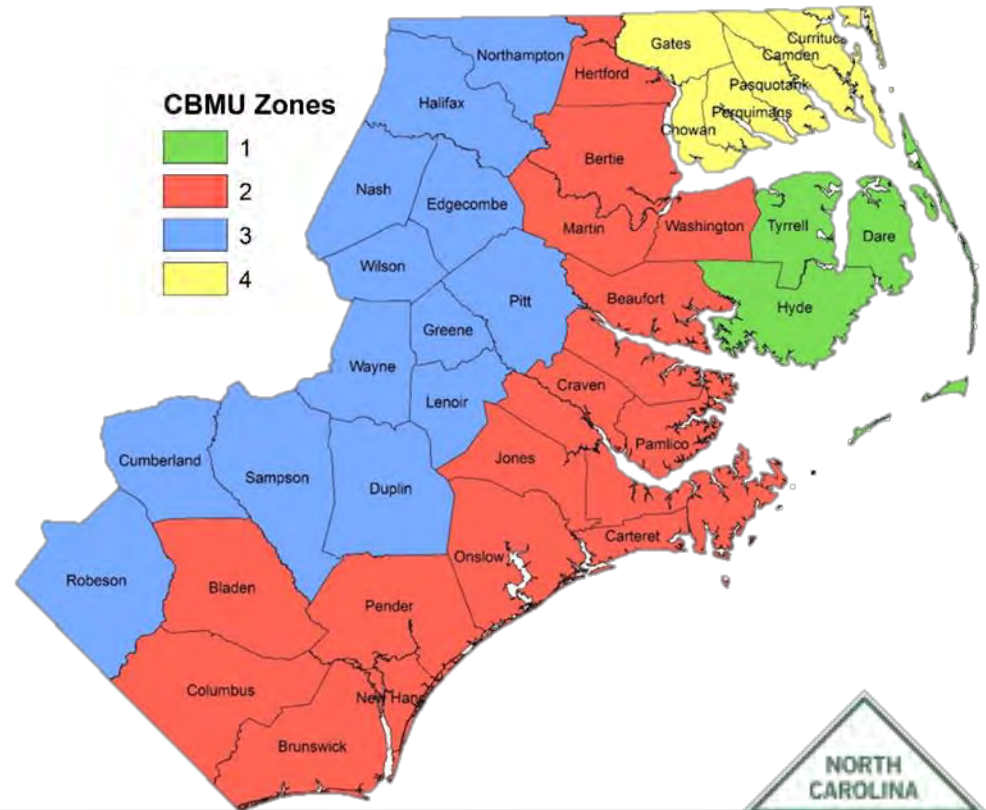 CBMU Zones
1
2
3
4
Northampton
Hertford
Gates
Currituc
Camden
Pasquotank
Perquimans
Chowan
Halifax
Bertie
Nash
Edgecombe
Martin
Washington
Tyrrell
Dare
Wilson
Pitt
Beaufort
Hyde
Greene
Wayne
Craven
Lenoir
Pamlico
Jones
Cumberland
Sampson
Duplin
Carteret
Onslow
Robeson
Bladen
Pender
Columbus
New Han
Brunswick
NORTH
CAROLINA